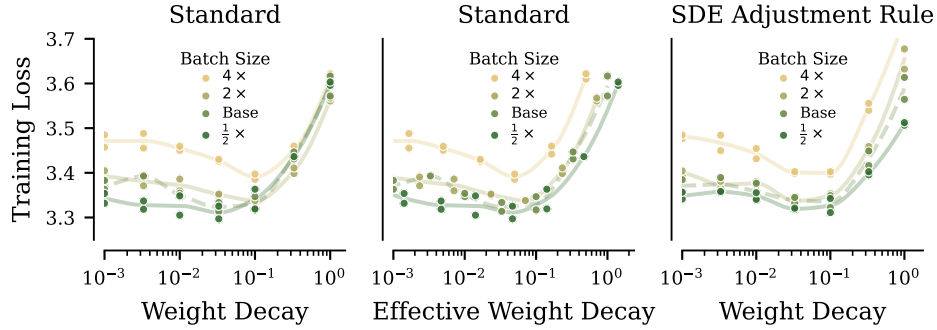 Standard
Standard
SDE Adjustment Rule
Training Loss
3.7
3.6
3.5
3.4
3.3
Batch Size
4 ×
2 ×
Base
½ ×
Batch Size
4 ×
2 ×
Base
½ ×
Batch Size
4 ×
2 ×
Base
½ ×
10⁻³ 10⁻² 10⁻¹ 10⁰
10⁻³ 10⁻² 10⁻¹ 10⁰
10⁻³ 10⁻² 10⁻¹ 10⁰
Weight Decay
Effective Weight Decay
Weight Decay